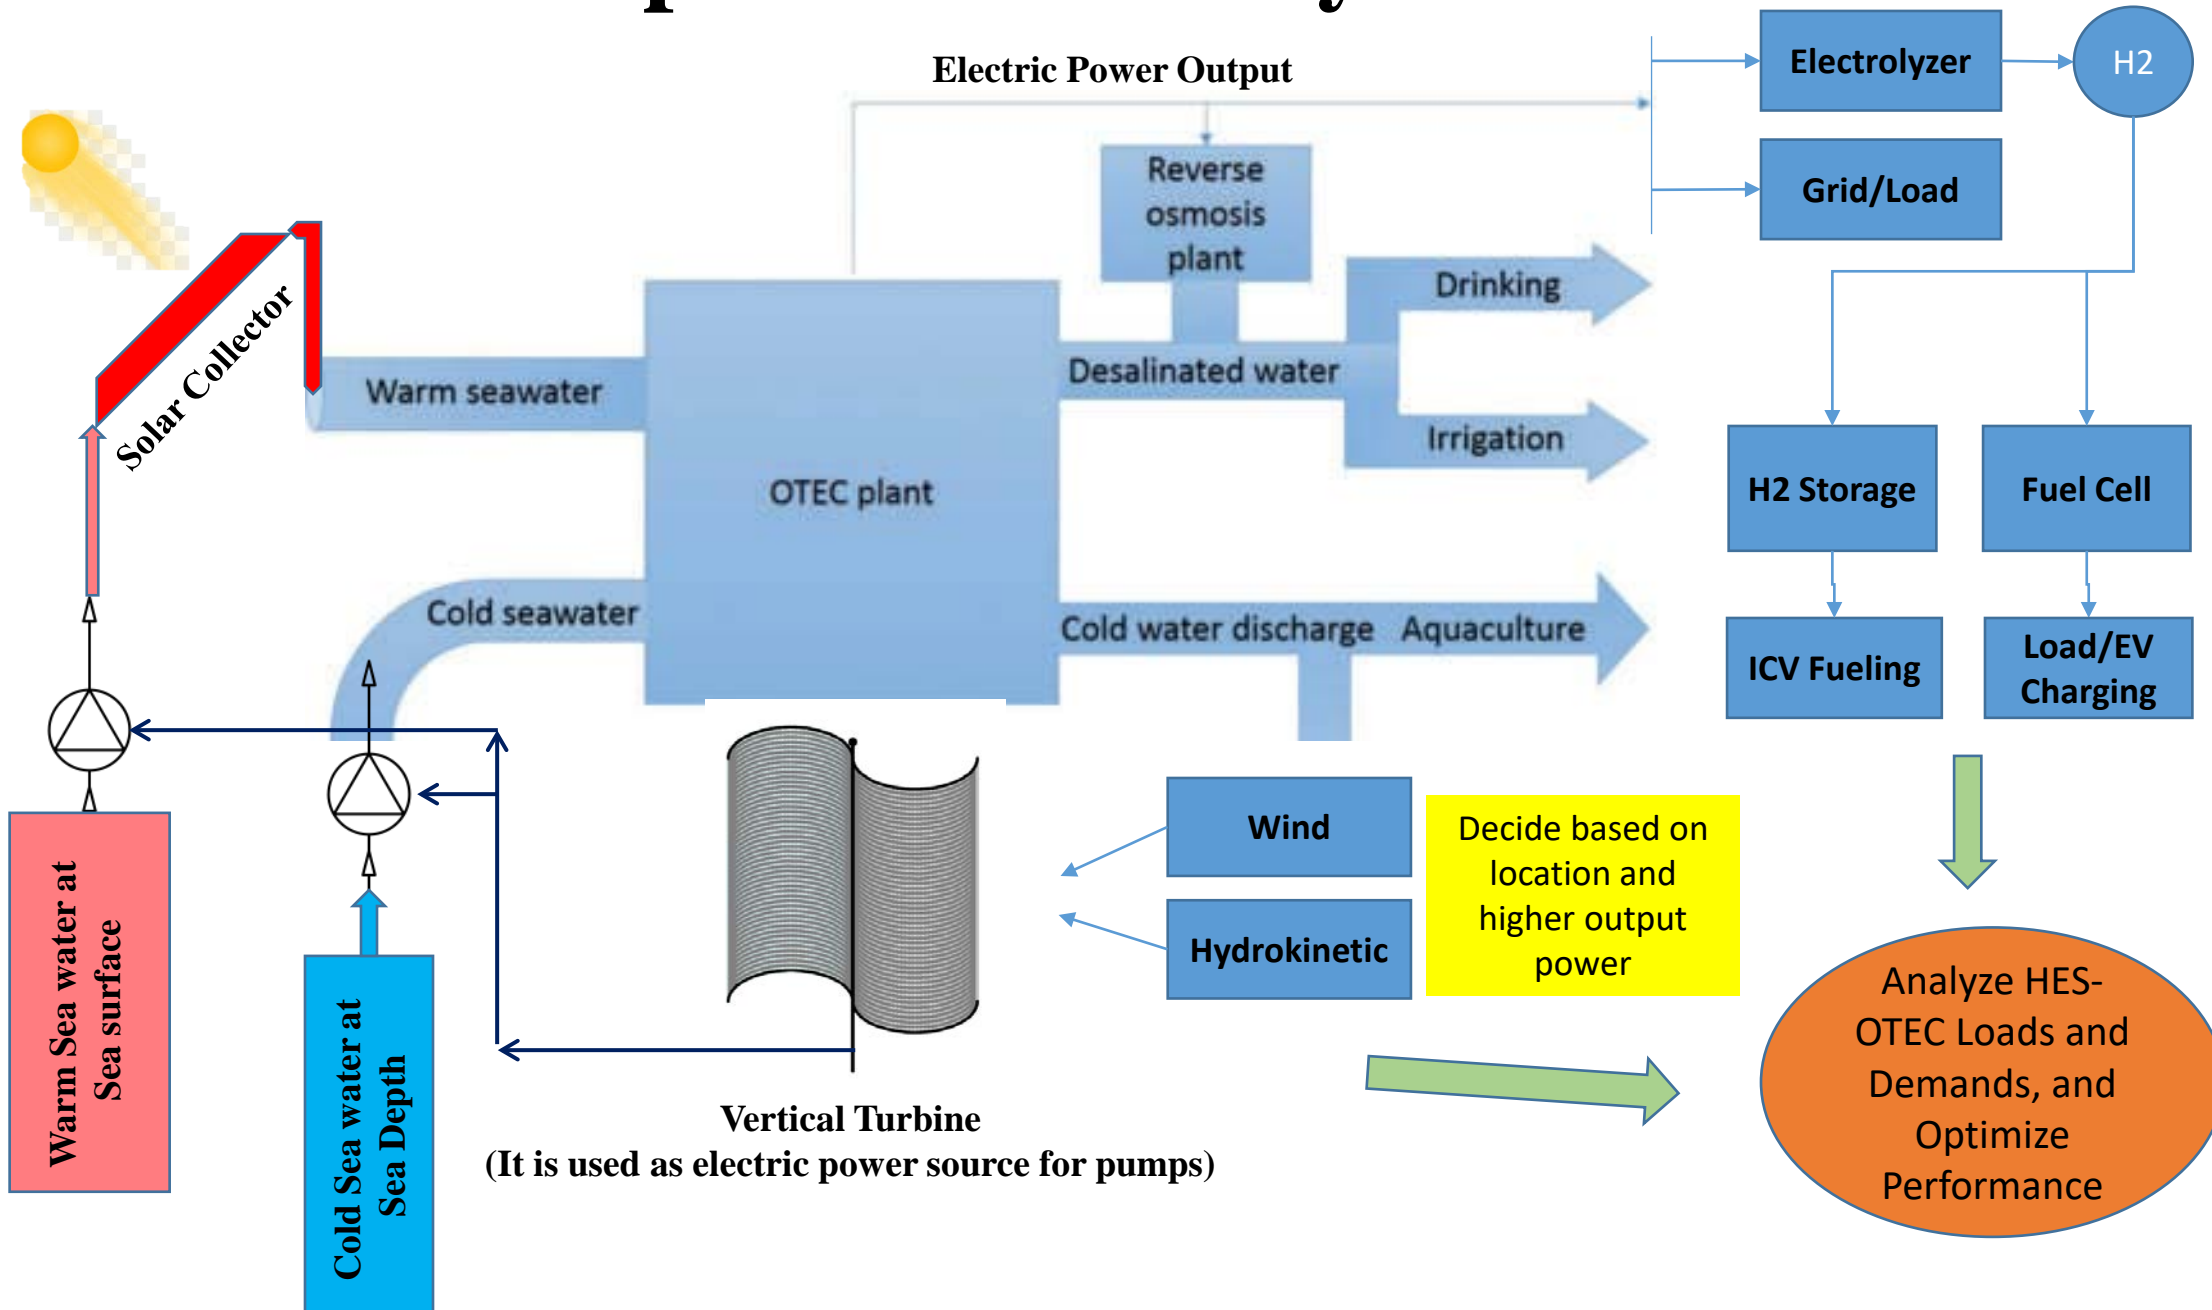 Electric Power Output
Electrolyzer
H2
Grid/Load
Reverse
osmosis
plant
Drinking
Desalinated water
Irrigation
Solar Collector
Warm seawater
OTEC plant
Cold seawater
Cold water discharge
Aquaculture
H2 Storage
Fuel Cell
ICV Fueling
Load/EV
Charging
Wind
Hydrokinetic
Decide based on
location and
higher output
power
Warm Sea water at
Sea surface
Cold Sea water at
Sea Depth
Vertical Turbine
(It is used as electric power source for pumps)
Analyze HES-
OTEC Loads and
Demands, and
Optimize
Performance